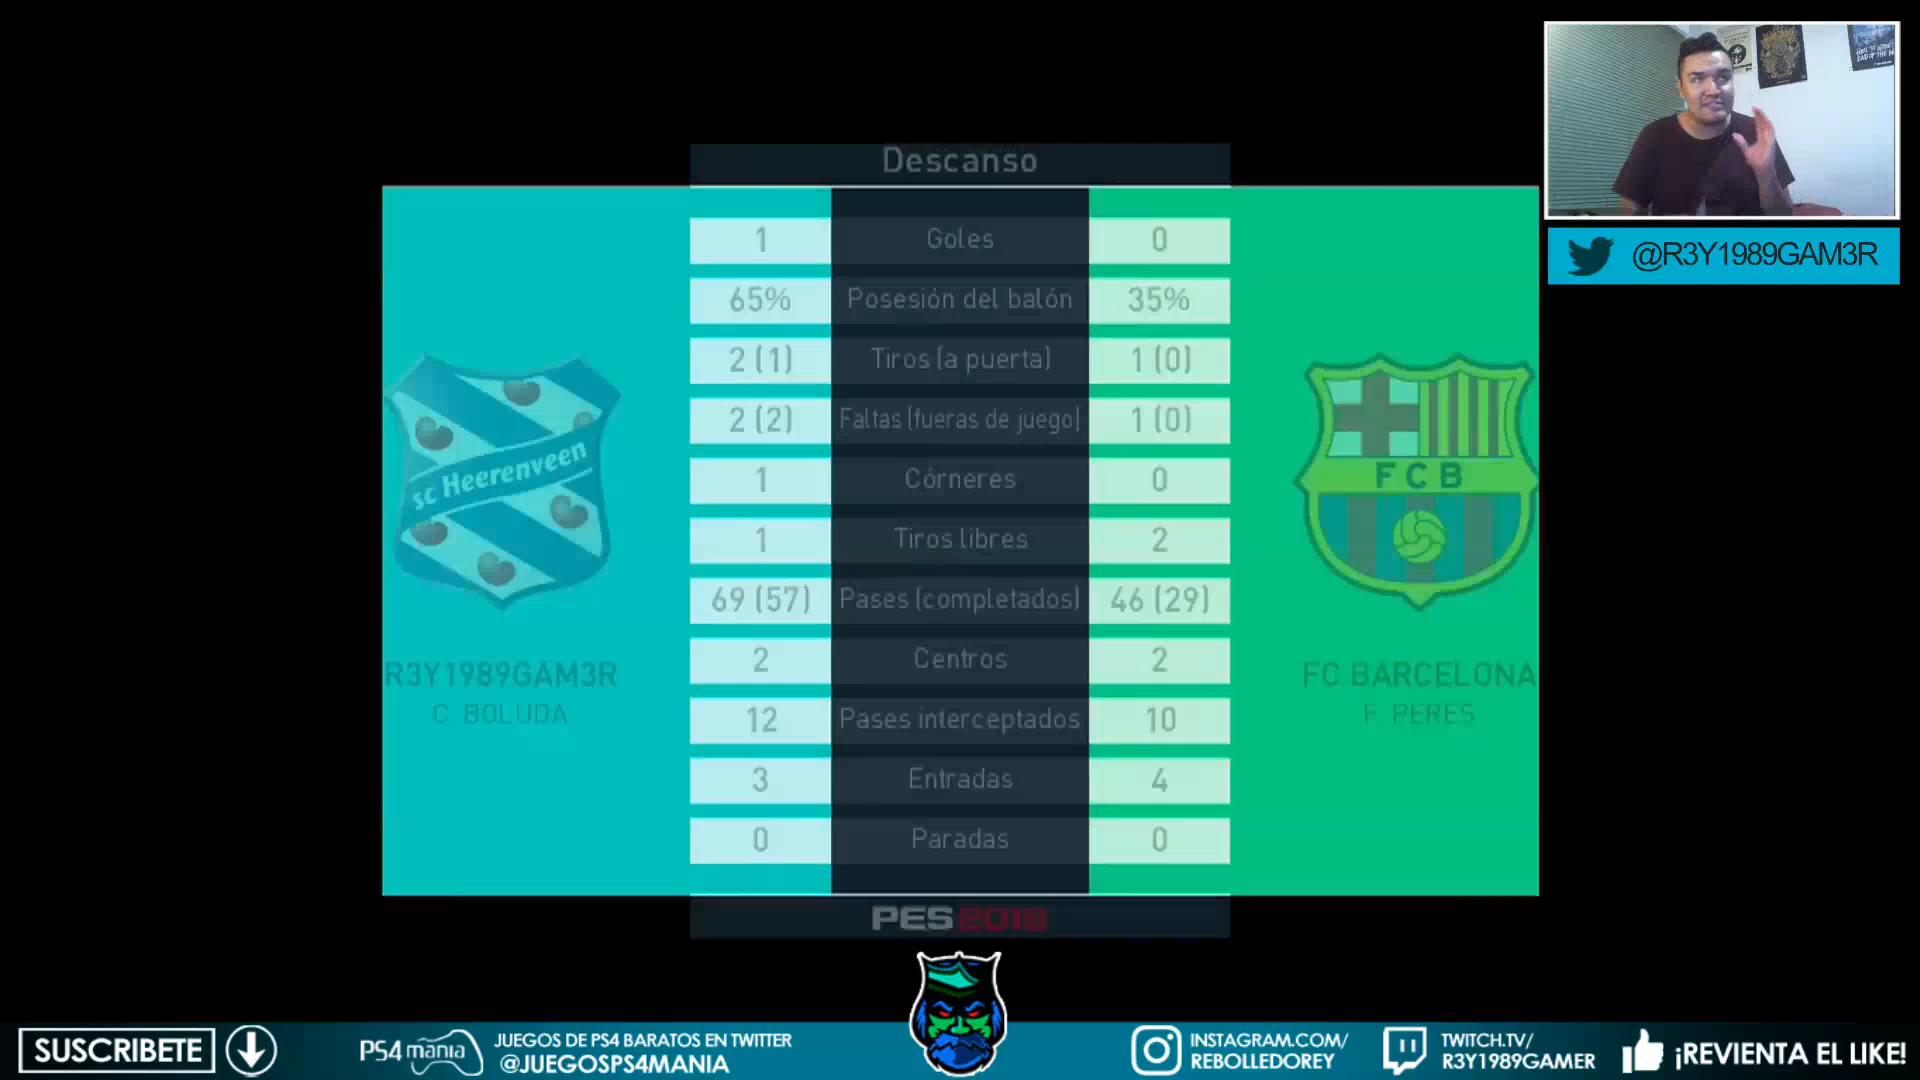 Descanso
1 Goles 0
65% Posesión del balón 35%
2 (1) Tiros (a puerta) 1 (0)
2 (2) Faltas (fueras de juego) 1 (0)
1 Córneres 0
1 Tiros libres 2
69 (57) Pases (completados) 46 (29)
2 Centros 2
12 Pases interceptados 10
3 Entradas 4
0 Paradas 0
sc Heerenveen
R3Y1989GAM3R
C. BOLUDA
FCB
FC BARCELONA
F. PERES
PES 2018
@R3Y1989GAM3R
SUSCRIBETE
PS4 mania
JUEGOS DE PS4 BARATOS EN TWITTER
@JUEGOSPS4MANIA
INSTAGRAM.COM/
REBOLLEDOREY
TWITCH.TV/
R3Y1989GAMER
¡REVIENTA EL LIKE!